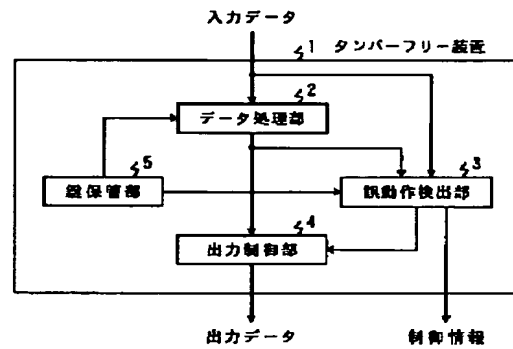 入力データ
1 タンパーフリー装置
2
データ処理部
5
鍵保管部
3
誤動作検出部
4
出力制御部
出力データ
制御情報